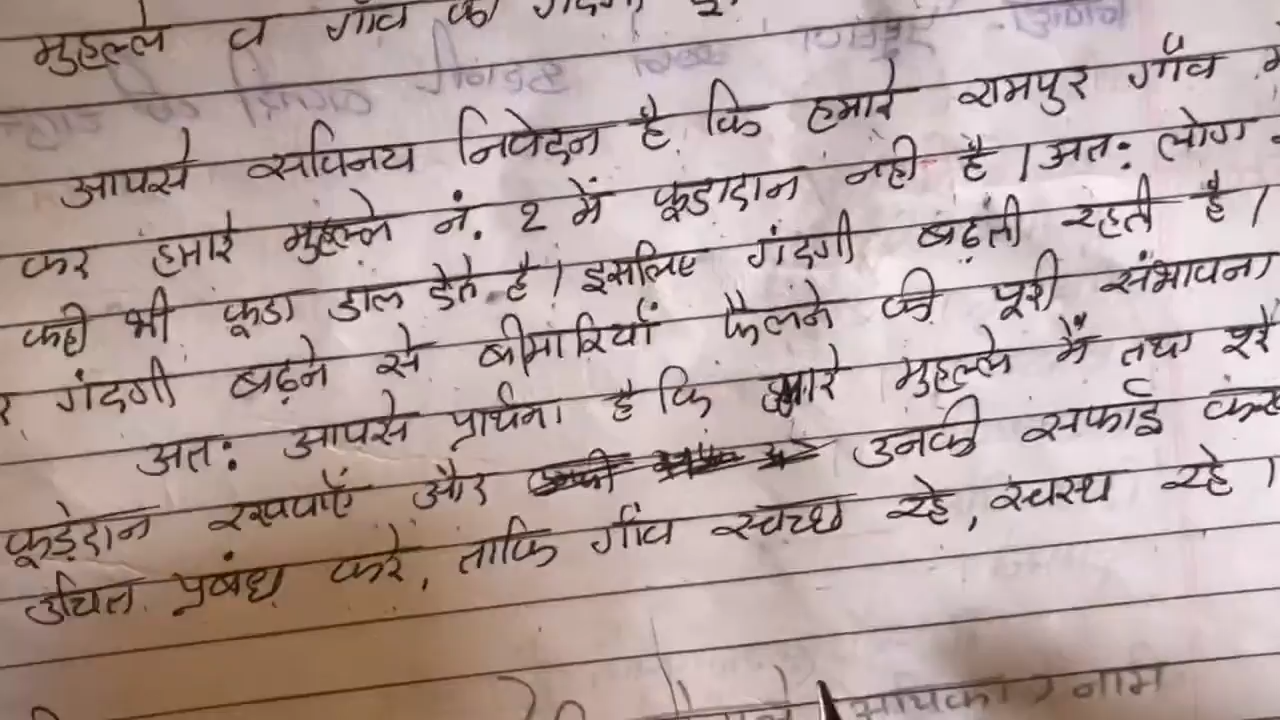 मुहल्ले व गाँव की
आपसे सविनय निवेदन है कि हमारे रामपुर गाँव
कर हमारे मुहल्ले नं. 2 में कूडादान नही है । अतः लोग
कही भी कूडा डाल देते है । इसलिए गंदगी बढ़ती रहती है ।
गंदगी बढ़ने से बीमारियाँ फैलने की पूरी संभावना
अतः आपसे प्रार्थना है कि हमारे मुहल्ले में तथा
कूड़ेदान रखवाएँ और उनकी सफाई
उचित प्रबंध करे, ताकि गाँव स्वच्छ रहे, स्वस्थ रहे ।
आपका नाम